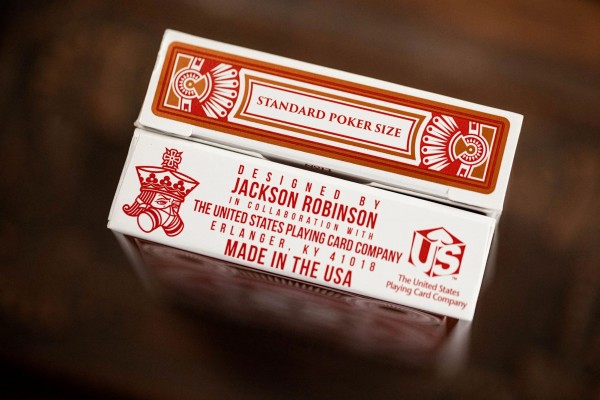 STANDARD POKER SIZE
DESIGNED BY
JACKSON ROBINSON
IN COLLABORATION WITH
THE UNITED STATES PLAYING CARD COMPANY
ERLANGER, KY 41018
MADE IN THE USA
US
The United States
Playing Card Company